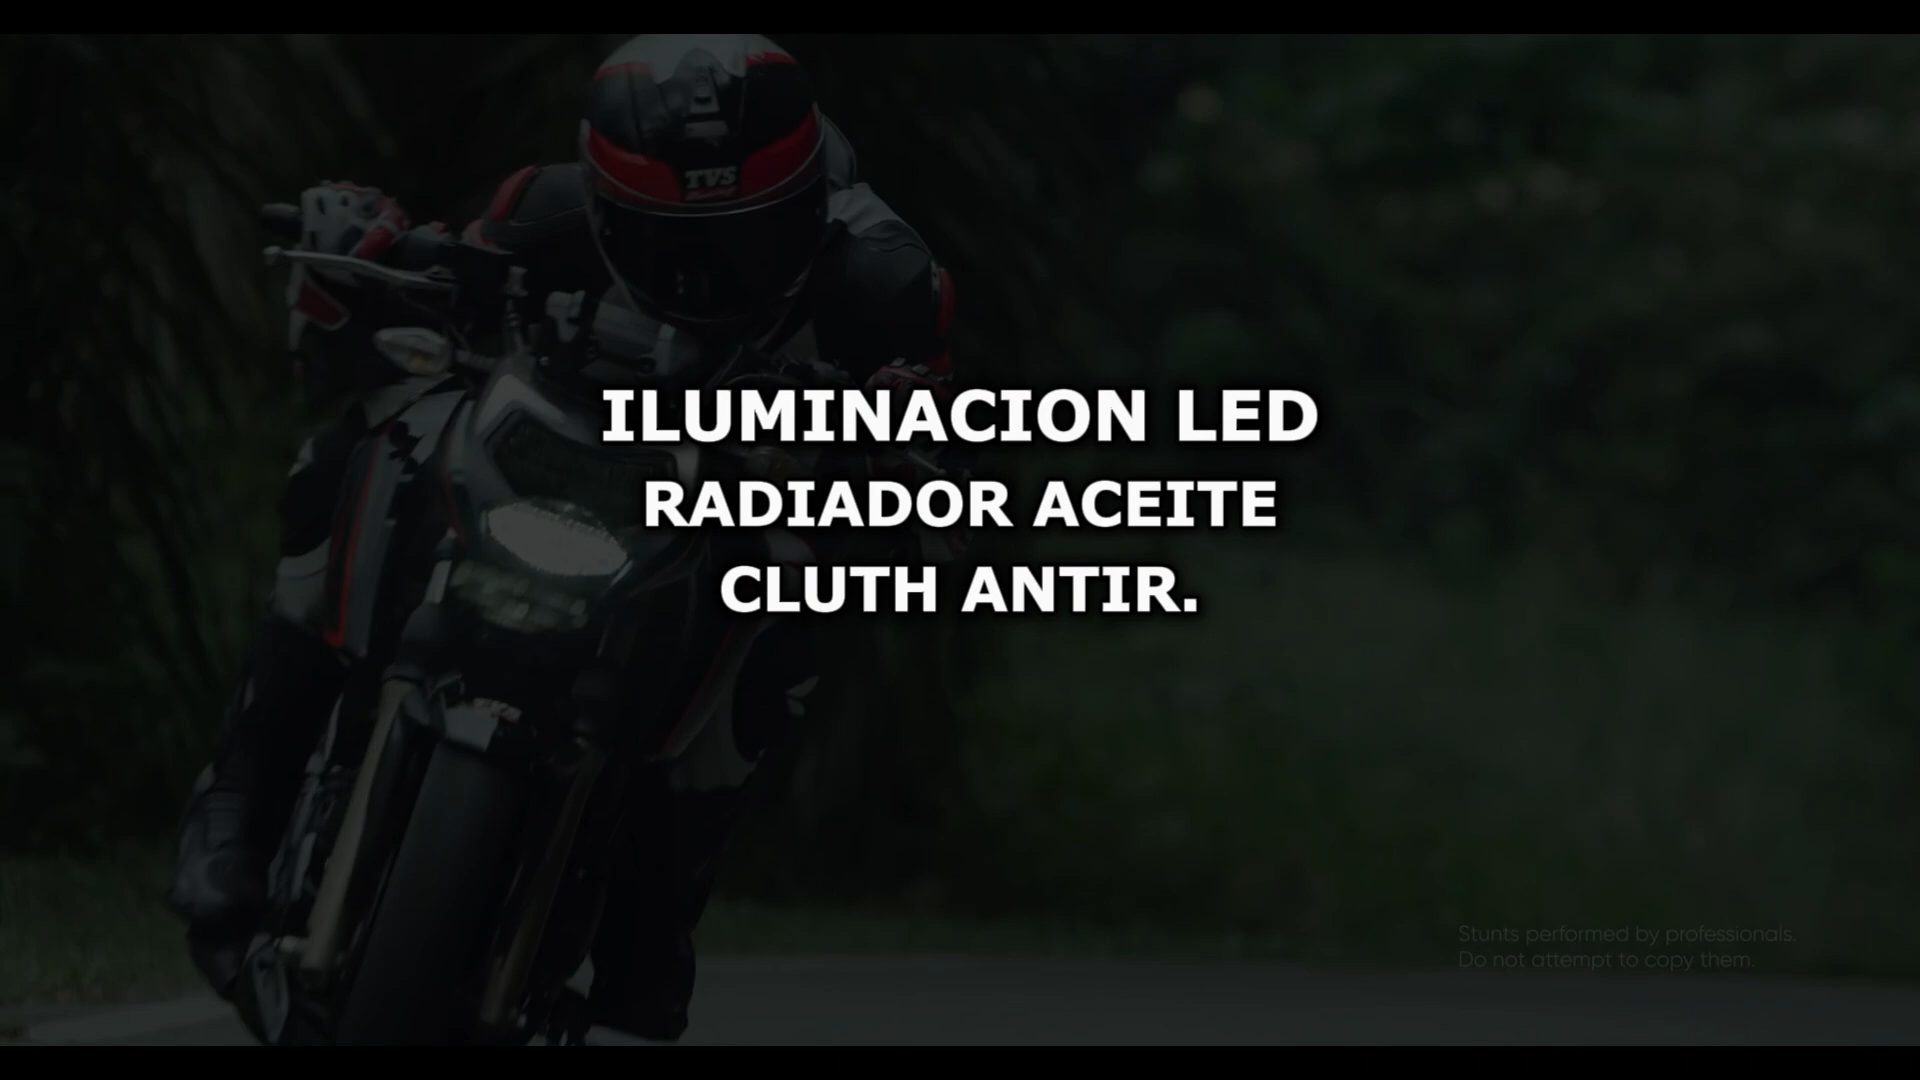 TVS
ILUMINACION LED
RADIADOR ACEITE
CLUTH ANTIR.
Stunts performed by professionals.
Do not attempt to copy them.